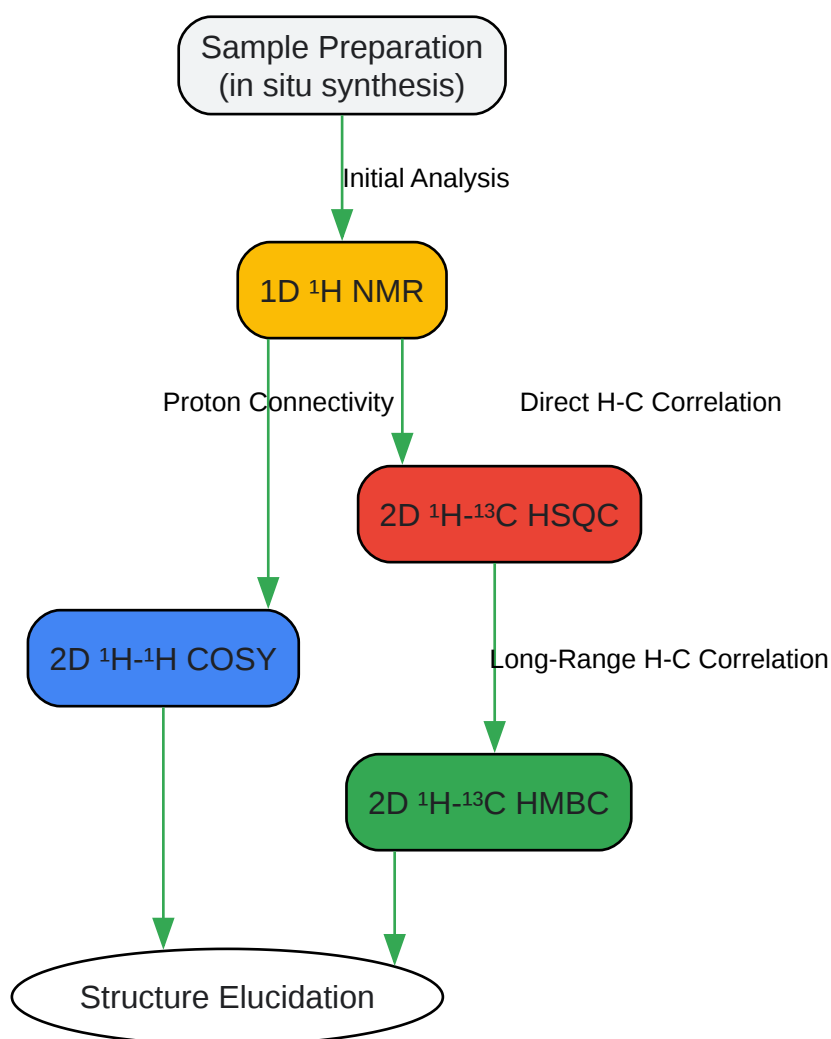 Sample Preparation
(in situ synthesis)
Initial Analysis
1D ¹H NMR
Proton Connectivity
Direct H-C Correlation
2D ¹H-¹³C HSQC
2D ¹H-¹H COSY
Long-Range H-C Correlation
2D ¹H-¹³C HMBC
Structure Elucidation